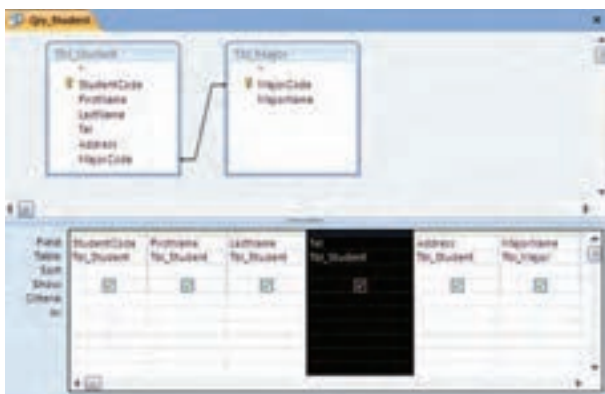 Qry_Student
Tbl_Student
*
StudentCode
FirstName
LastName
Tel
Address
MajorCode
Tbl_Major
*
MajorCode
MajorName
Field: StudentCode FirstName LastName Tel Address MajorName
Table: Tbl_Student Tbl_Student Tbl_Student Tbl_Student Tbl_Student Tbl_Major
Sort:
Show:
Criteria:
or: